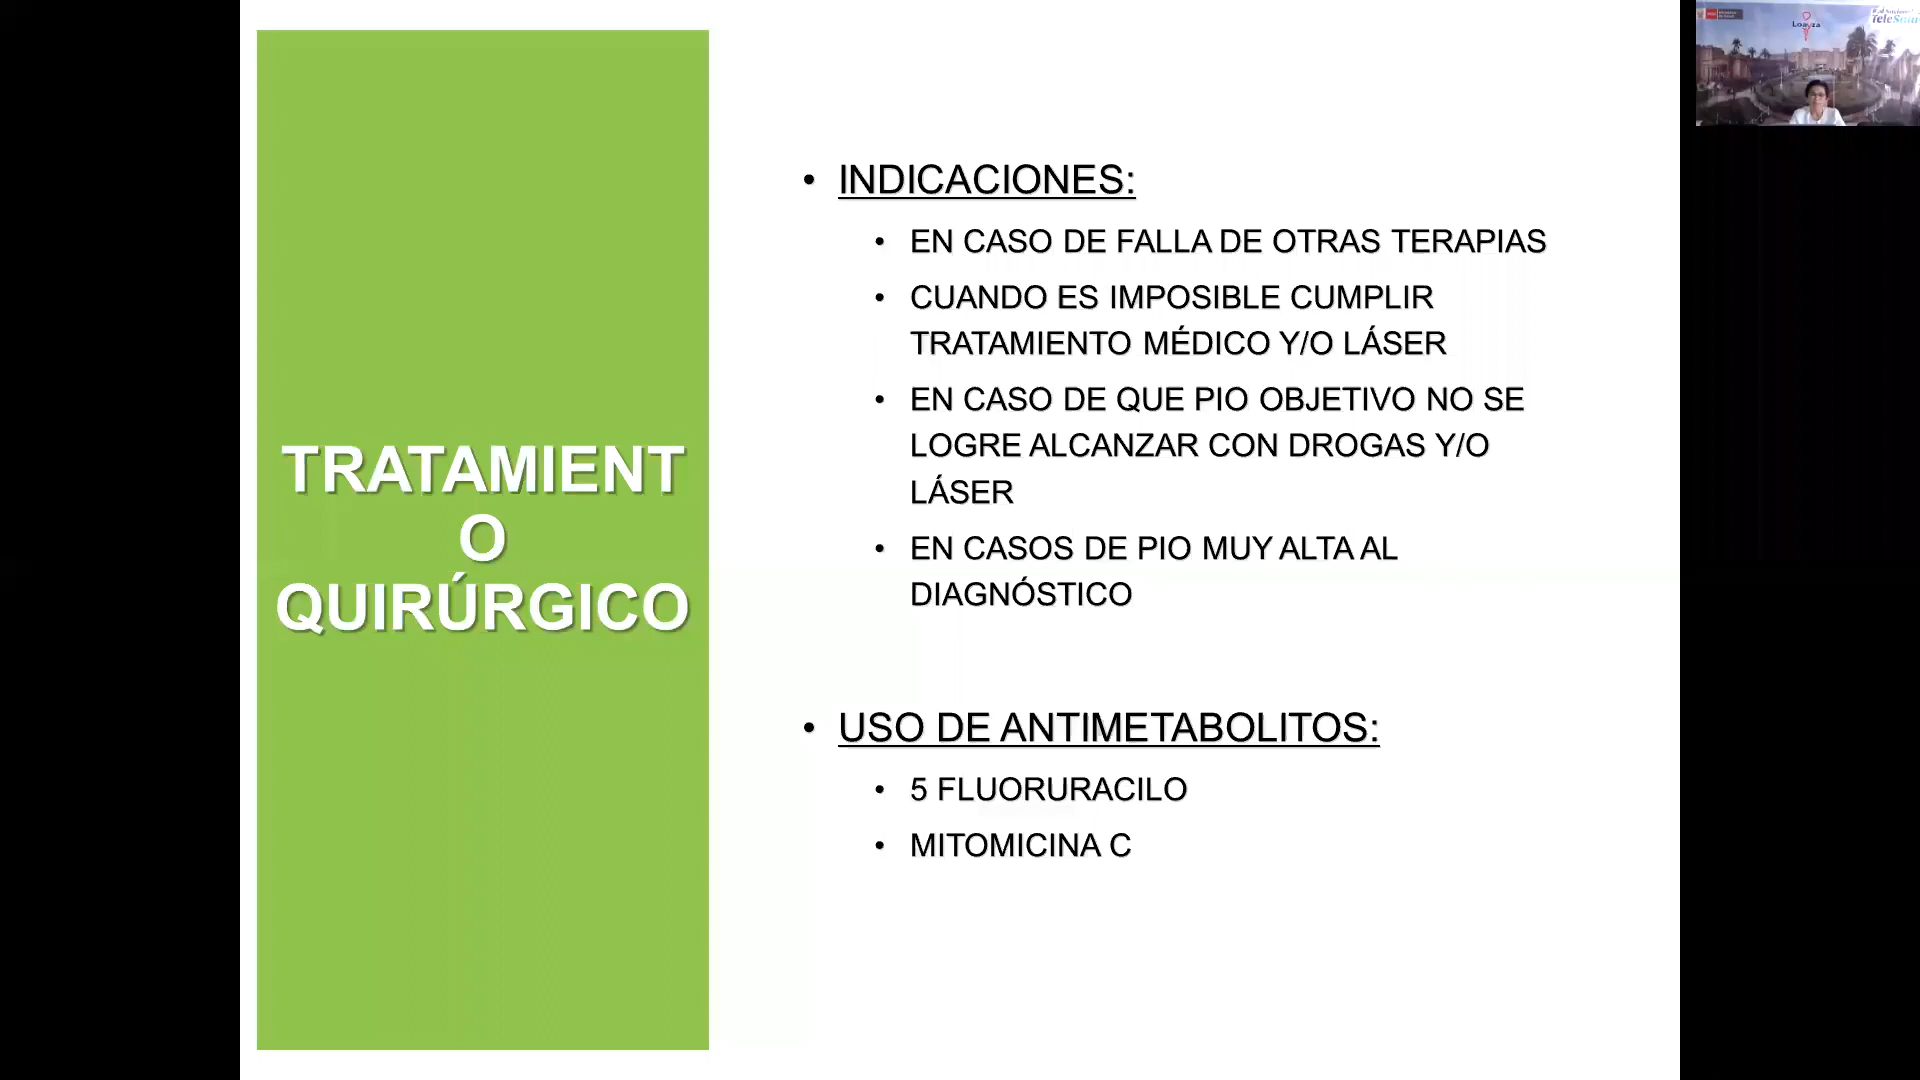 TRATAMIENT
O
QUIRÚRGICO
• INDICACIONES:
• EN CASO DE FALLA DE OTRAS TERAPIAS
• CUANDO ES IMPOSIBLE CUMPLIR
TRATAMIENTO MÉDICO Y/O LÁSER
• EN CASO DE QUE PIO OBJETIVO NO SE
LOGRE ALCANZAR CON DROGAS Y/O
LÁSER
• EN CASOS DE PIO MUY ALTA AL
DIAGNÓSTICO
• USO DE ANTIMETABOLITOS:
• 5 FLUORURACILO
• MITOMICINA C
Loayza